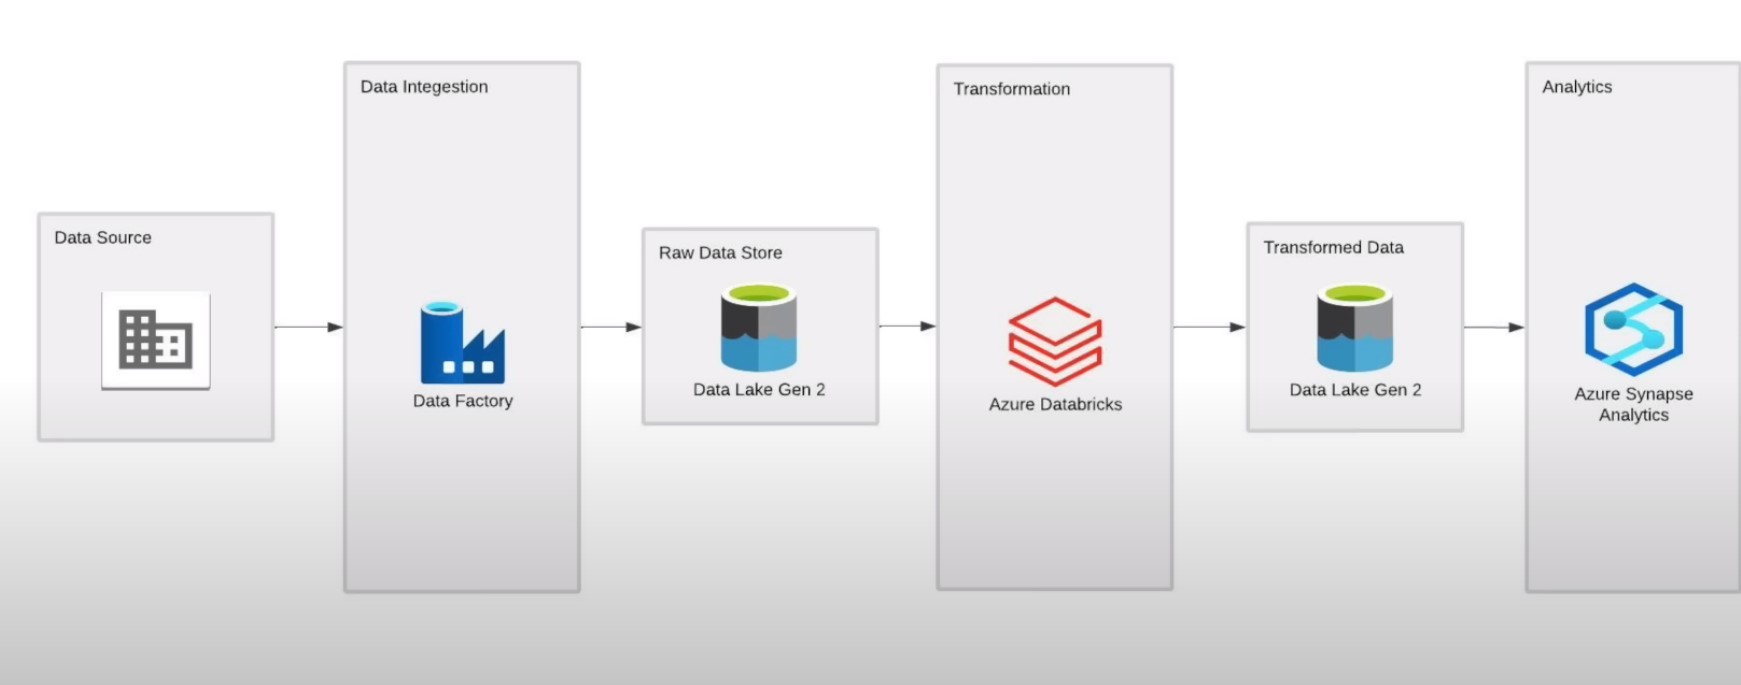 Data Source
Data Integestion
Data Factory
Raw Data Store
Data Lake Gen 2
Transformation
Azure Databricks
Transformed Data
Data Lake Gen 2
Analytics
Azure Synapse
Analytics